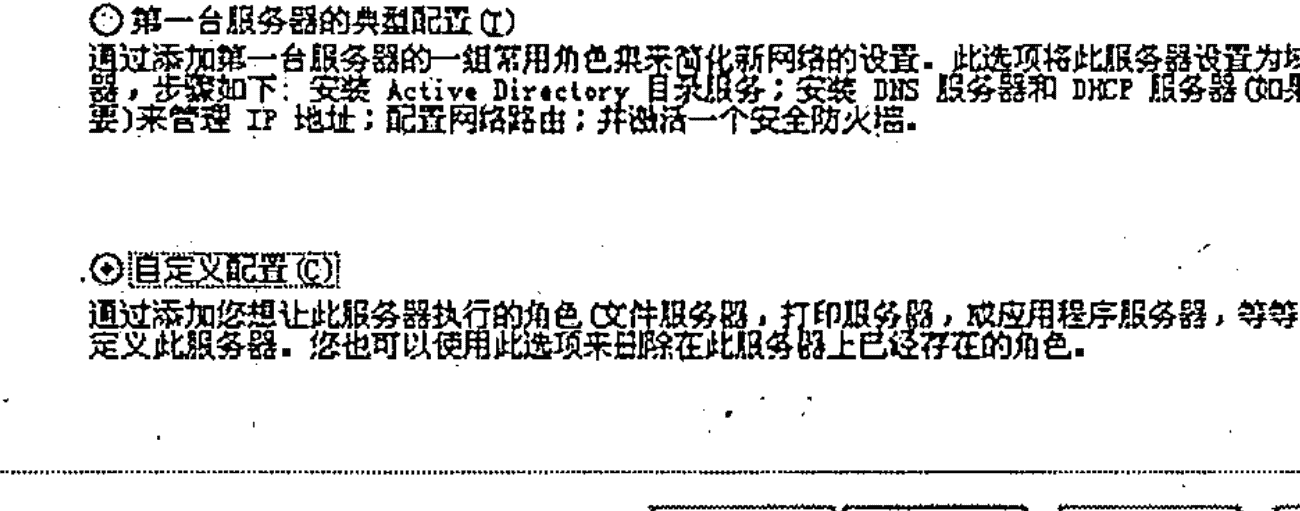 第一台服务器的典型配置(T)
通过添加第一台服务器的一组常用角色来简化新网络的设置。此选项将此服务器设置为域
器，步骤如下：安装 Active Directory 目录服务；安装 DNS 服务器和 DHCP 服务器(如果
要)来管理 IP 地址；配置网络路由；并激活一个安全防火墙。
自定义配置(C)
通过添加您想让此服务器执行的角色(文件服务器，打印服务器，或应用程序服务器，等等
定义此服务器。您也可以使用此选项来删除在此服务器上已经存在的角色。